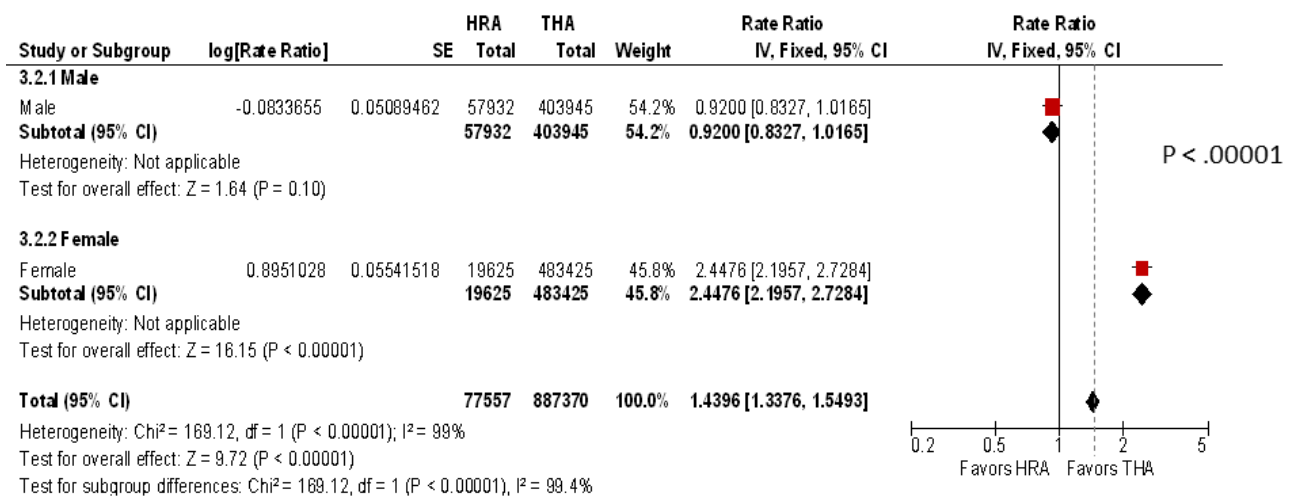 HRA THA Rate Ratio Rate Ratio
Study or Subgroup log[Rate Ratio] SE Total Total Weight IV, Fixed, 95% CI IV, Fixed, 95% CI
3.2.1 Male
Male -0.0833655 0.05089462 57932 403945 54.2% 0.9200 [0.8327, 1.0165]
Subtotal (95% CI) 57932 403945 54.2% 0.9200 [0.8327, 1.0165]
Heterogeneity: Not applicable
P < .00001
Test for overall effect: Z = 1.64 (P = 0.10)
3.2.2 Female
Female 0.8951028 0.05541518 19625 483425 45.8% 2.4476 [2.1957, 2.7284]
Subtotal (95% CI) 19625 483425 45.8% 2.4476 [2.1957, 2.7284]
Heterogeneity: Not applicable
Test for overall effect: Z = 16.15 (P < 0.00001)
Total (95% CI) 77557 887370 100.0% 1.4396 [1.3376, 1.5493]
Heterogeneity: Chi² = 169.12, df = 1 (P < 0.00001); I² = 99%
Test for overall effect: Z = 9.72 (P < 0.00001)
Test for subgroup differences: Chi² = 169.12, df = 1 (P < 0.00001), I² = 99.4%
0.2 0.5 1 2 5
Favors HRA Favors THA